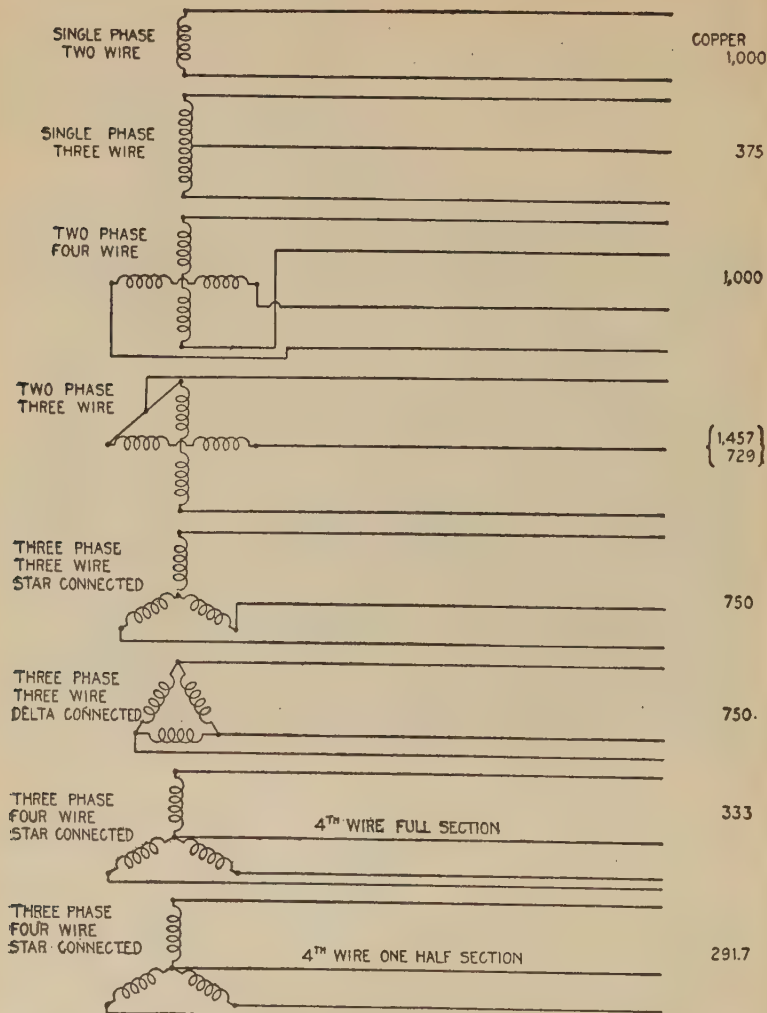 SINGLE PHASE
TWO WIRE
COPPER
1,000
SINGLE PHASE
THREE WIRE
375
TWO PHASE
FOUR WIRE
1,000
TWO PHASE
THREE WIRE
1,457
729
THREE PHASE
THREE WIRE
STAR CONNECTED
750
THREE PHASE
THREE WIRE
DELTA CONNECTED
750.
THREE PHASE
FOUR WIRE
STAR CONNECTED
4TH WIRE FULL SECTION
333
THREE PHASE
FOUR WIRE
STAR CONNECTED
4TH WIRE ONE HALF SECTION
291.7